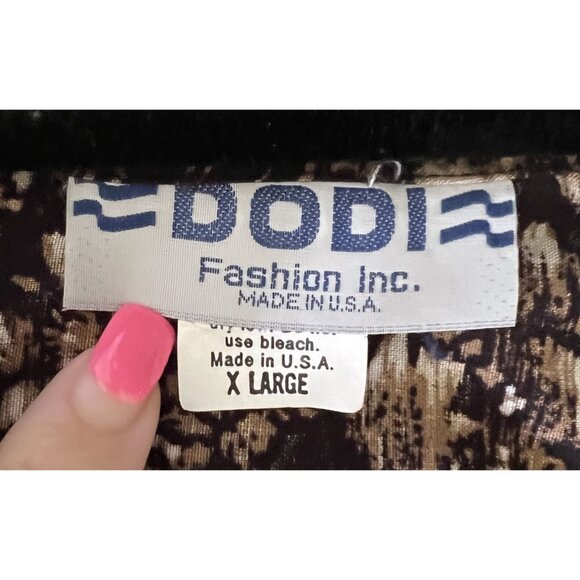 DODI
Fashion Inc.
MADE IN U.S.A.
use bleach.
Made in U.S.A.
X LARGE